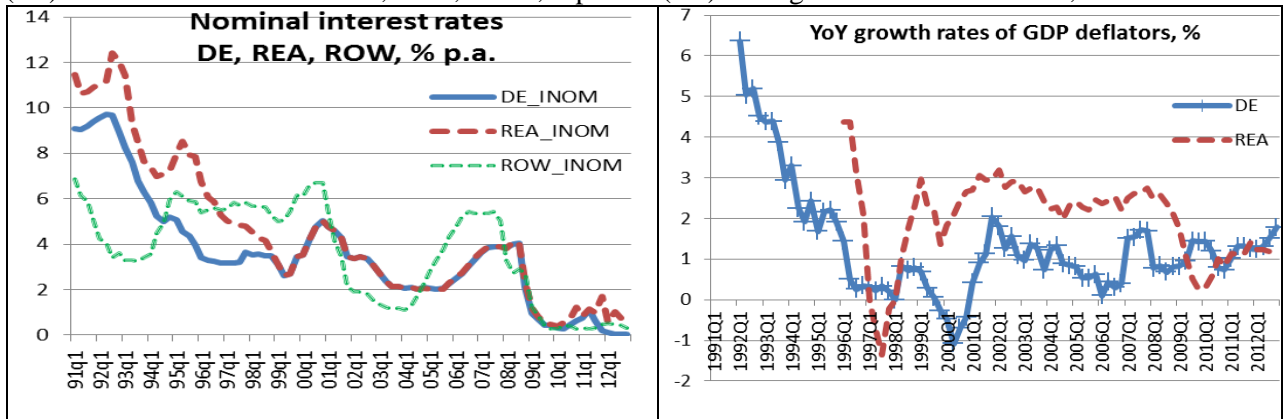 Nominal interest rates
DE, REA, ROW, % p.a.
14
12
10
8
6
4
2
0
DE_INOM
REA_INOM
ROW_INOM
91q1
92q1
93q1
94q1
95q1
96q1
97q1
98q1
99q1
00q1
01q1
02q1
03q1
04q1
05q1
06q1
07q1
08q1
09q1
10q1
11q1
12q1
YoY growth rates of GDP deflators, %
7
6
5
4
3
2
1
0
-1
-2
DE
REA
1991Q1
1992Q1
1993Q1
1994Q1
1995Q1
1996Q1
1997Q1
1998Q1
1999Q1
2000Q1
2001Q1
2002Q1
2003Q1
2004Q1
2005Q1
2006Q1
2007Q1
2008Q1
2009Q1
2010Q1
2011Q1
2012Q1